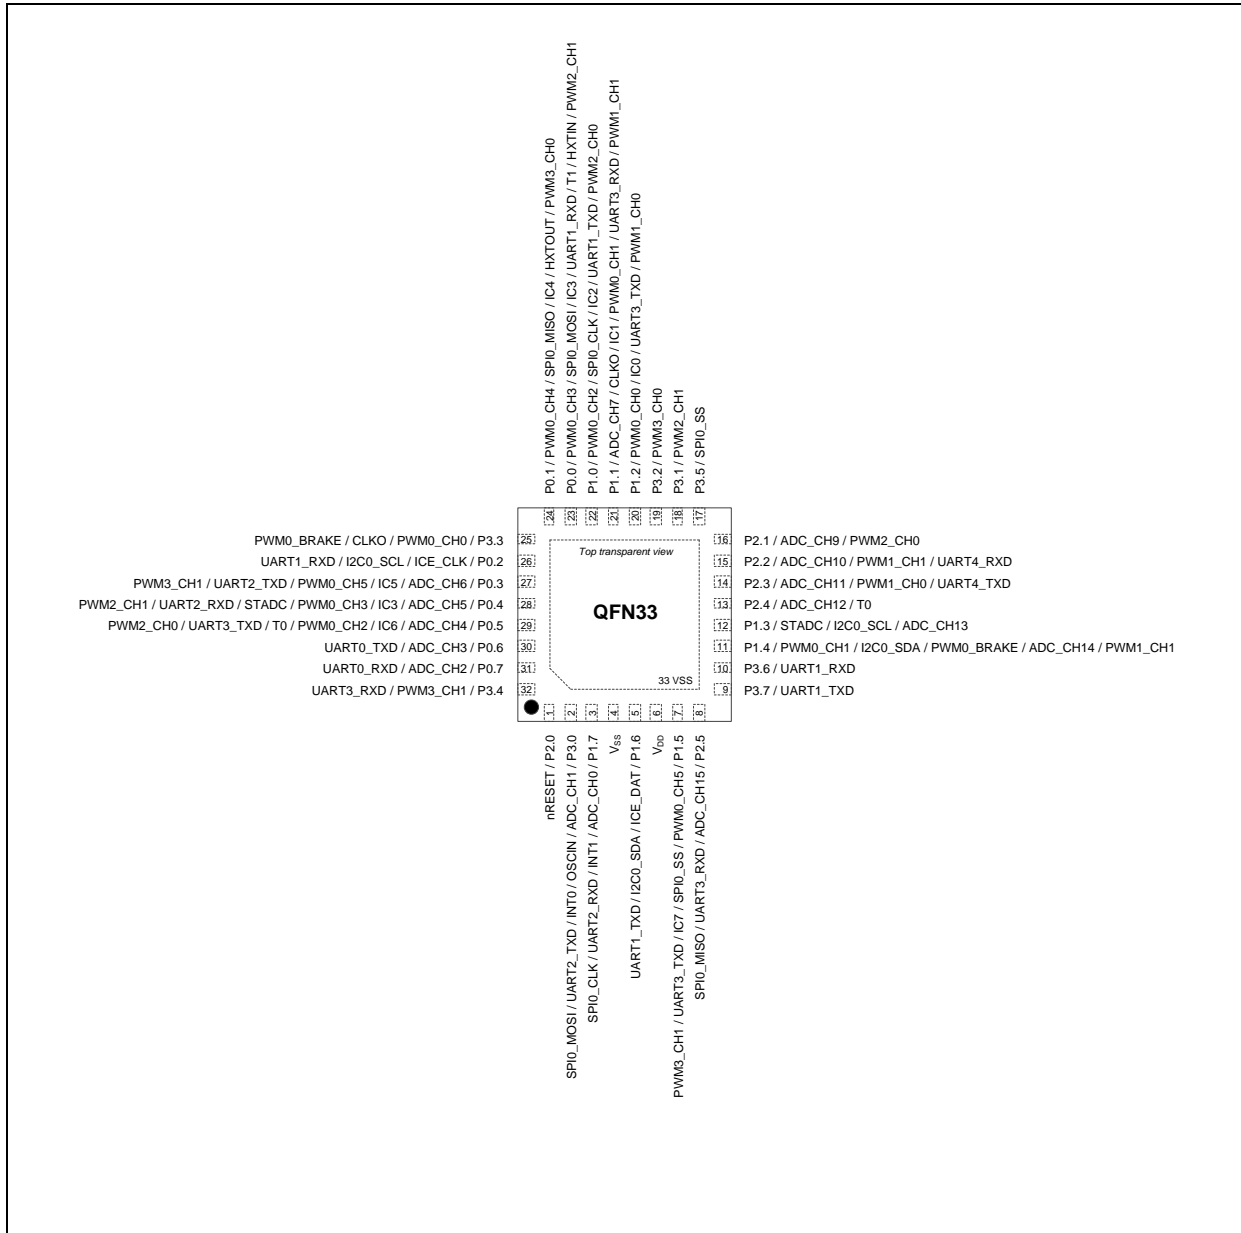 P0.1 / PWM0_CH4 / SPI0_MISO / IC4 / HXTOUT / PWM3_CH0
P0.0 / PWM0_CH3 / SPI0_MOSI / IC3 / UART1_RXD / T1 / HXTIN / PWM2_CH1
P1.0 / PWM0_CH2 / SPI0_CLK / IC2 / UART1_TXD / PWM2_CH0
P1.1 / ADC_CH7 / CLKO / IC1 / PWM0_CH1 / UART3_RXD / PWM1_CH1
P1.2 / PWM0_CH0 / IC0 / UART3_TXD / PWM1_CH0
P3.2 / PWM3_CH0
P3.1 / PWM2_CH1
P3.5 / SPI0_SS
24 23 22 21 20 19 18 17
PWM0_BRAKE / CLKO / PWM0_CH0 / P3.3 25
UART1_RXD / I2C0_SCL / ICE_CLK / P0.2 26
PWM3_CH1 / UART2_TXD / PWM0_CH5 / IC5 / ADC_CH6 / P0.3 27
PWM2_CH1 / UART2_RXD / STADC / PWM0_CH3 / IC3 / ADC_CH5 / P0.4 28
PWM2_CH0 / UART3_TXD / T0 / PWM0_CH2 / IC6 / ADC_CH4 / P0.5 29
UART0_TXD / ADC_CH3 / P0.6 30
UART0_RXD / ADC_CH2 / P0.7 31
UART3_RXD / PWM3_CH1 / P3.4 32
Top transparent view
QFN33
33 VSS
16 P2.1 / ADC_CH9 / PWM2_CH0
15 P2.2 / ADC_CH10 / PWM1_CH1 / UART4_RXD
14 P2.3 / ADC_CH11 / PWM1_CH0 / UART4_TXD
13 P2.4 / ADC_CH12 / T0
12 P1.3 / STADC / I2C0_SCL / ADC_CH13
11 P1.4 / PWM0_CH1 / I2C0_SDA / PWM0_BRAKE / ADC_CH14 / PWM1_CH1
10 P3.6 / UART1_RXD
9 P3.7 / UART1_TXD
1 2 3 4 5 6 7 8
nRESET / P2.0
SPI0_MOSI / UART2_TXD / INT0 / OSCIN / ADC_CH1 / P3.0
SPI0_CLK / UART2_RXD / INT1 / ADC_CH0 / P1.7
VSS
UART1_TXD / I2C0_SDA / ICE_DAT / P1.6
VDD
PWM3_CH1 / UART3_TXD / IC7 / SPI0_SS / PWM0_CH5 / P1.5
SPI0_MISO / UART3_RXD / ADC_CH15 / P2.5